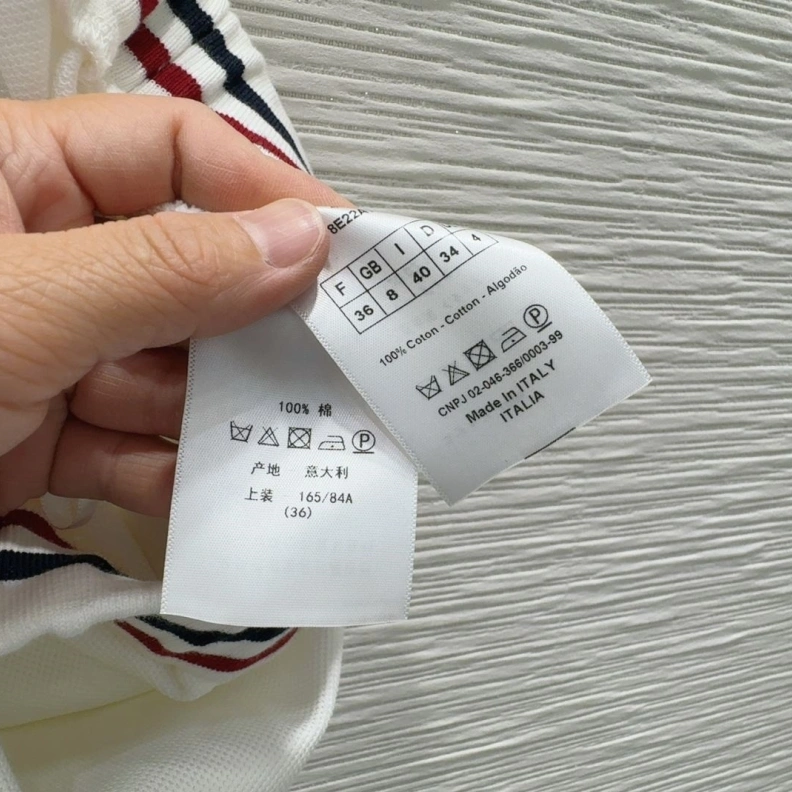 F GB I D
36 8 40 34 4
100% Coton - Cotton - Algodão
P
CNPJ 02-046-366/0003-99
Made In ITALY
ITALIA
100% 棉
P
产地 意大利
上装 165/84A
(36)